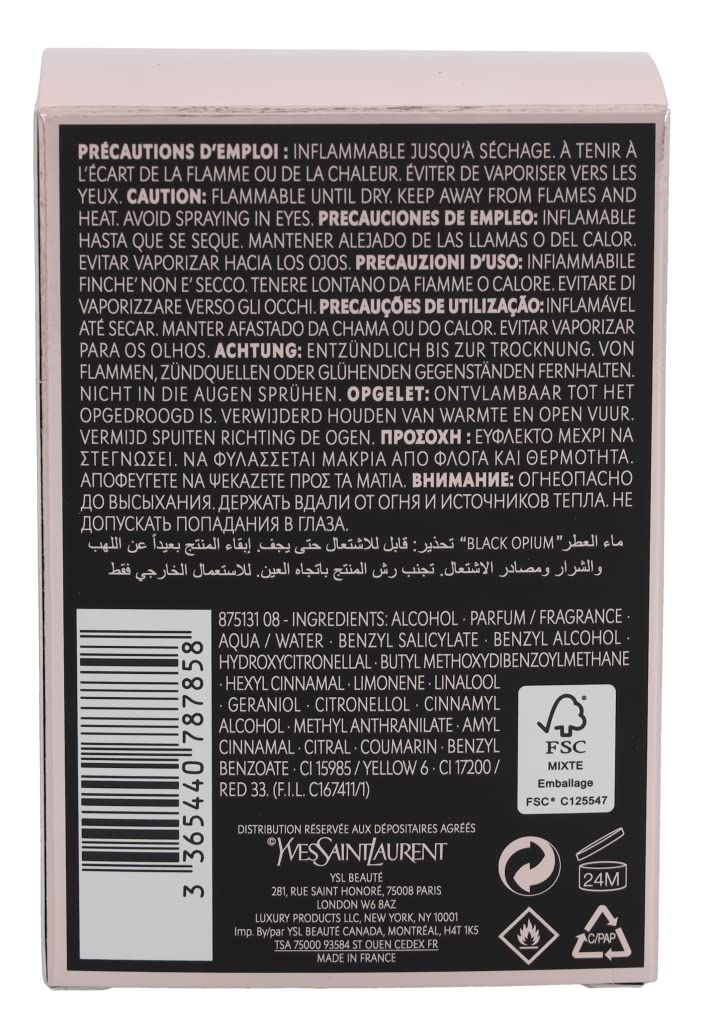 PRÉCAUTIONS D'EMPLOI : INFLAMMABLE JUSQU'À SÉCHAGE. À TENIR À
L'ÉCART DE LA FLAMME OU DE LA CHALEUR. ÉVITER DE VAPORISER VERS LES
YEUX. CAUTION: FLAMMABLE UNTIL DRY. KEEP AWAY FROM FLAMES AND
HEAT. AVOID SPRAYING IN EYES. PRECAUCIONES DE EMPLEO: INFLAMABLE
HASTA QUE SE SEQUE. MANTENER ALEJADO DE LAS LLAMAS O DEL CALOR.
EVITAR VAPORIZAR HACIA LOS OJOS. PRECAUZIONI D'USO: INFIAMMABILE
FINCHE' NON E' SECCO. TENERE LONTANO DA FIAMME O CALORE. EVITARE DI
VAPORIZZARE VERSO GLI OCCHI. PRECAUÇÕES DE UTILIZAÇÃO: INFLAMÁVEL
ATÉ SECAR. MANTER AFASTADO DA CHAMA OU DO CALOR. EVITAR VAPORIZAR
PARA OS OLHOS. ACHTUNG: ENTZÜNDLICH BIS ZUR TROCKNUNG. VON
FLAMMEN, ZÜNDQUELLEN ODER GLÜHENDEN GEGENSTÄNDEN FERNHALTEN.
NICHT IN DIE AUGEN SPRÜHEN. OPGELET: ONTVLAMBAAR TOT HET
OPGEDROOGD IS. VERWIJDERD HOUDEN VAN WARMTE EN OPEN VUUR.
VERMIJD SPUITEN RICHTING DE OGEN. ΠΡΟΣΟΧΗ : ΕΥΦΛΕΚΤΟ ΜΕΧΡΙ ΝΑ
ΣΤΕΓΝΩΣΕΙ. ΝΑ ΦΥΛΑΣΣΕΤΑΙ ΜΑΚΡΙΑ ΑΠΟ ΦΛΟΓΑ ΚΑΙ ΘΕΡΜΟΤΗΤΑ.
ΑΠΟΦΕΥΓΕΤΕ ΝΑ ΨΕΚΑΖΕΤΕ ΠΡΟΣ ΤΑ ΜΑΤΙΑ. ВНИМАНИЕ: ОГНЕОПАСНО
ДО ВЫСЫХАНИЯ. ДЕРЖАТЬ ВДАЛИ ОТ ОГНЯ И ИСТОЧНИКОВ ТЕПЛА. НЕ
ДОПУСКАТЬ ПОПАДАНИЯ В ГЛАЗА.
ماء العطر "BLACK OPIUM" تحذير: قابل للاشتعال حتى يجف. إبقاء المنتج بعيداً عن اللهب
والشرار ومصادر الاشتعال. تجنب رش المنتج باتجاه العين. للاستعمال الخارجي فقط
875131 08 - INGREDIENTS: ALCOHOL · PARFUM / FRAGRANCE ·
AQUA / WATER · BENZYL SALICYLATE · BENZYL ALCOHOL ·
HYDROXYCITRONELLAL · BUTYL METHOXYDIBENZOYLMETHANE
· HEXYL CINNAMAL · LIMONENE · LINALOOL
· GERANIOL · CITRONELLOL · CINNAMYL
ALCOHOL · METHYL ANTHRANILATE · AMYL
CINNAMAL · CITRAL · COUMARIN · BENZYL
BENZOATE · CI 15985 / YELLOW 6 · CI 17200 /
RED 33. (F.I.L. C167411/1)
3 365440 787858
FSC
MIXTE
Emballage
FSC® C125547
DISTRIBUTION RÉSERVÉE AUX DÉPOSITAIRES AGRÉÉS
©YVESSAINTLAURENT
YSL BEAUTÉ
281, RUE SAINT HONORÉ, 75008 PARIS
LONDON W6 8AZ
LUXURY PRODUCTS LLC, NEW YORK, NY 10001
Imp. By/par YSL BEAUTÉ CANADA, MONTRÉAL, H4T 1K5
TSA 75000 93584 ST OUEN CEDEX FR
MADE IN FRANCE
24M
C/PAP